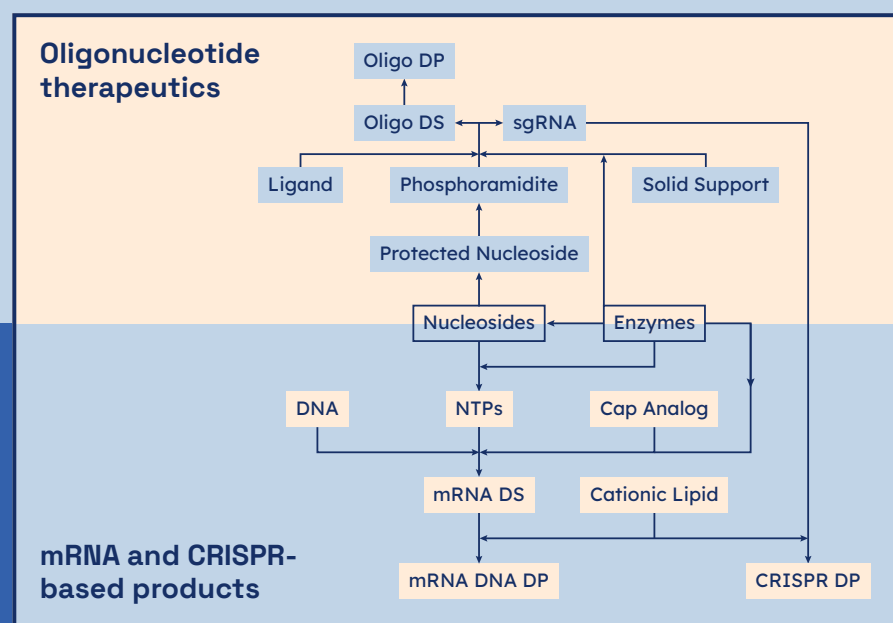 Oligonucleotide
therapeutics
Oligo DP
Oligo DS
sgRNA
Ligand
Phosphoramidite
Solid Support
Protected Nucleoside
Nucleosides
Enzymes
DNA
NTPs
Cap Analog
mRNA DS
Cationic Lipid
mRNA and CRISPR-
based products
mRNA DNA DP
CRISPR DP